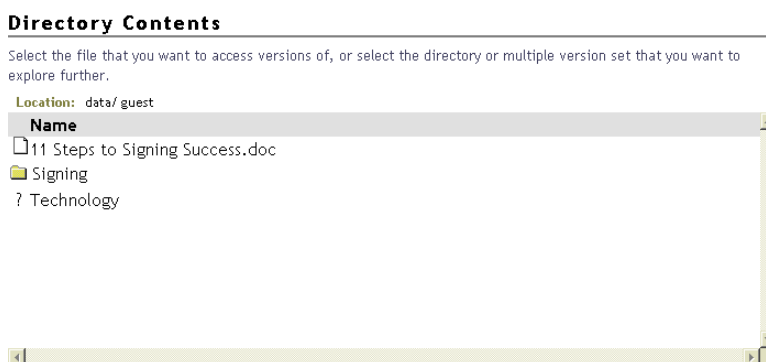 Directory Contents
Select the file that you want to access versions of, or select the directory or multiple version set that you want to
explore further.
Location: data/ guest
Name
11 Steps to Signing Success.doc
Signing
? Technology